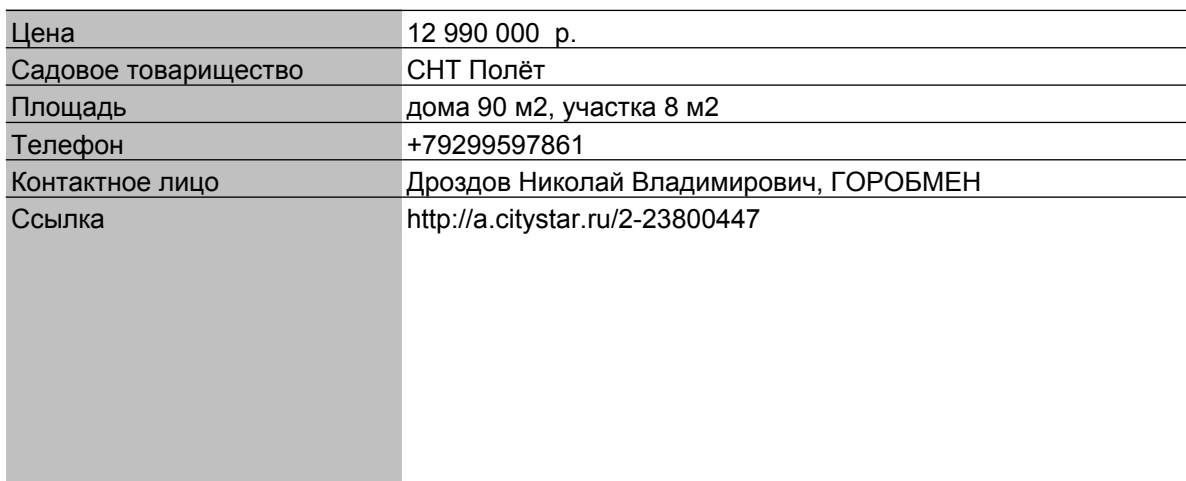 Цена 12 990 000 р.
Садовое товарищество СНТ Полёт
Площадь дома 90 м2, участка 8 м2
Телефон +79299597861
Контактное лицо Дроздов Николай Владимирович, ГОРОБМЕН
Ссылка http://a.citystar.ru/2-23800447